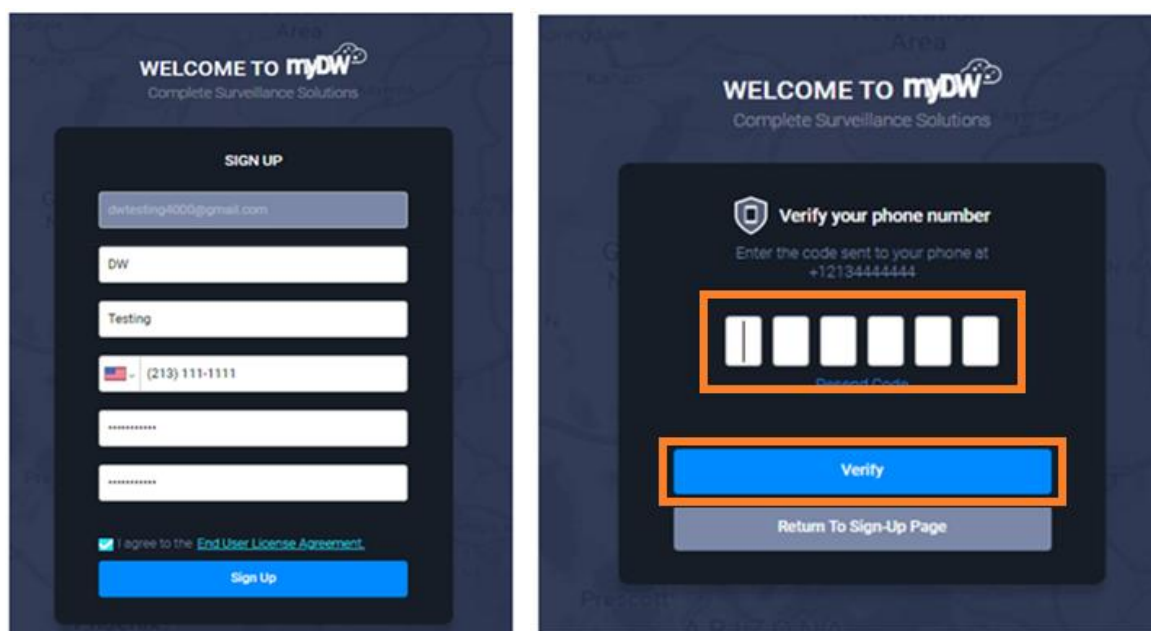 WELCOME TO myDW
Complete Surveillance Solutions
SIGN UP
dwtesting4000@gmail.com
DW
Testing
(213) 111-1111
•••••••••••
•••••••••••
I agree to the End User License Agreement.
Sign Up
Area
WELCOME TO myDW
Complete Surveillance Solutions
Verify your phone number
Enter the code sent to your phone at
+12134444444
Resend Code
Verify
Return To Sign-Up Page
Prescott